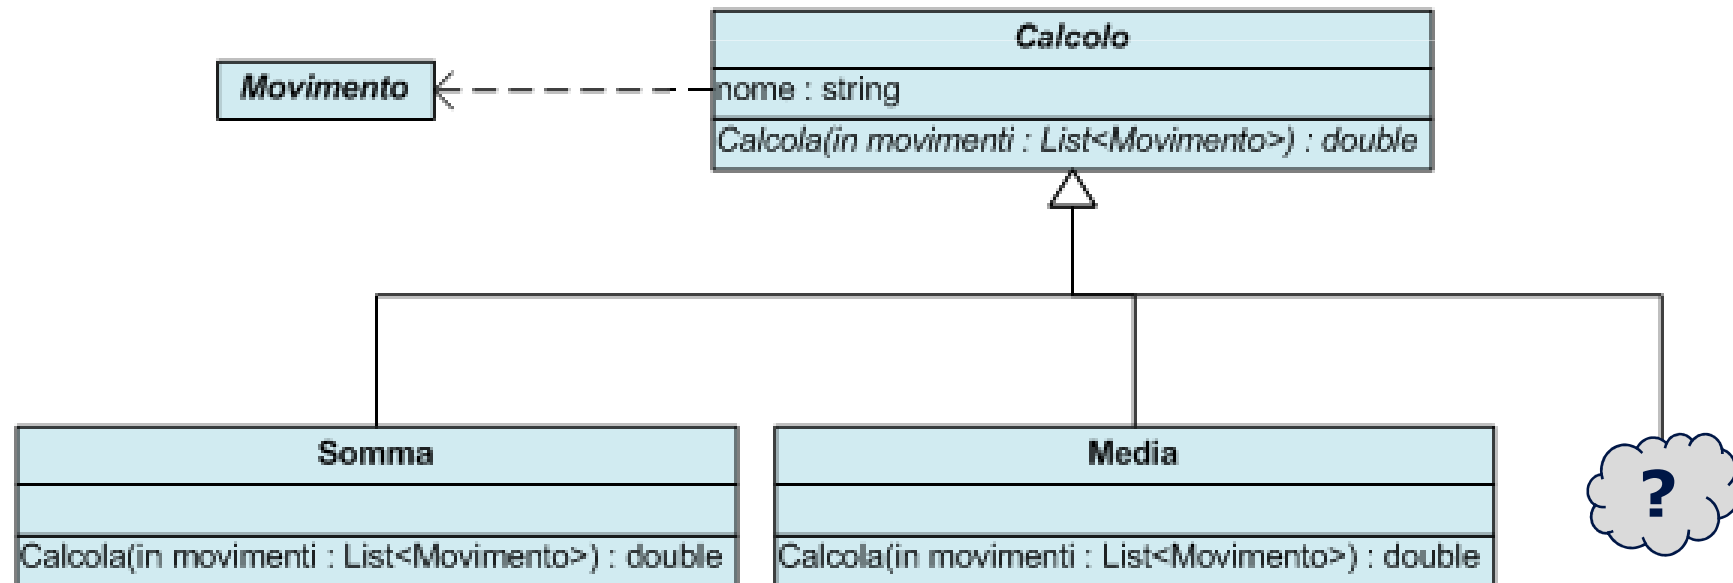 Calcolo
Movimento
nome : string
Calcola(in movimenti : List<Movimento>) : double
Somma
Media
?
Calcola(in movimenti : List<Movimento>) : double
Calcola(in movimenti : List<Movimento>) : double